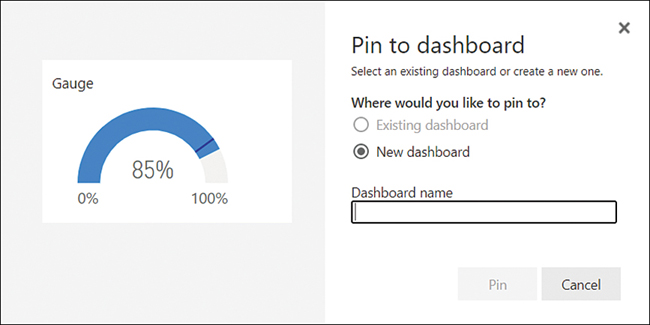 Gauge
85%
0%
100%
Pin to dashboard
Select an existing dashboard or create a new one.
Where would you like to pin to?
Existing dashboard
New dashboard
Dashboard name
Pin
Cancel